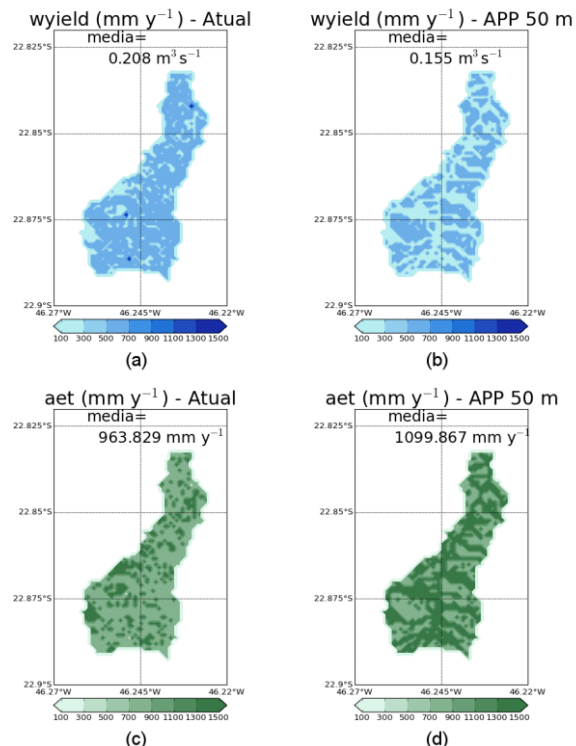 wyield (mm y⁻¹) - Atual
media=
0.208 m³ s⁻¹
22.825°S
22.85°S
22.875°S
22.9°S
46.27°W 46.245°W 46.22°W
100 300 500 700 900 1100 1300 1500
(a)
wyield (mm y⁻¹) - APP 50 m
media=
0.155 m³ s⁻¹
22.825°S
22.85°S
22.875°S
22.9°S
46.27°W 46.245°W 46.22°W
100 300 500 700 900 1100 1300 1500
(b)
aet (mm y⁻¹) - Atual
media=
963.829 mm y⁻¹
22.825°S
22.85°S
22.875°S
22.9°S
46.27°W 46.245°W 46.22°W
100 300 500 700 900 1100 1300 1500
(c)
aet (mm y⁻¹) - APP 50 m
media=
1099.867 mm y⁻¹
22.825°S
22.85°S
22.875°S
22.9°S
46.27°W 46.245°W 46.22°W
100 300 500 700 900 1100 1300 1500
(d)